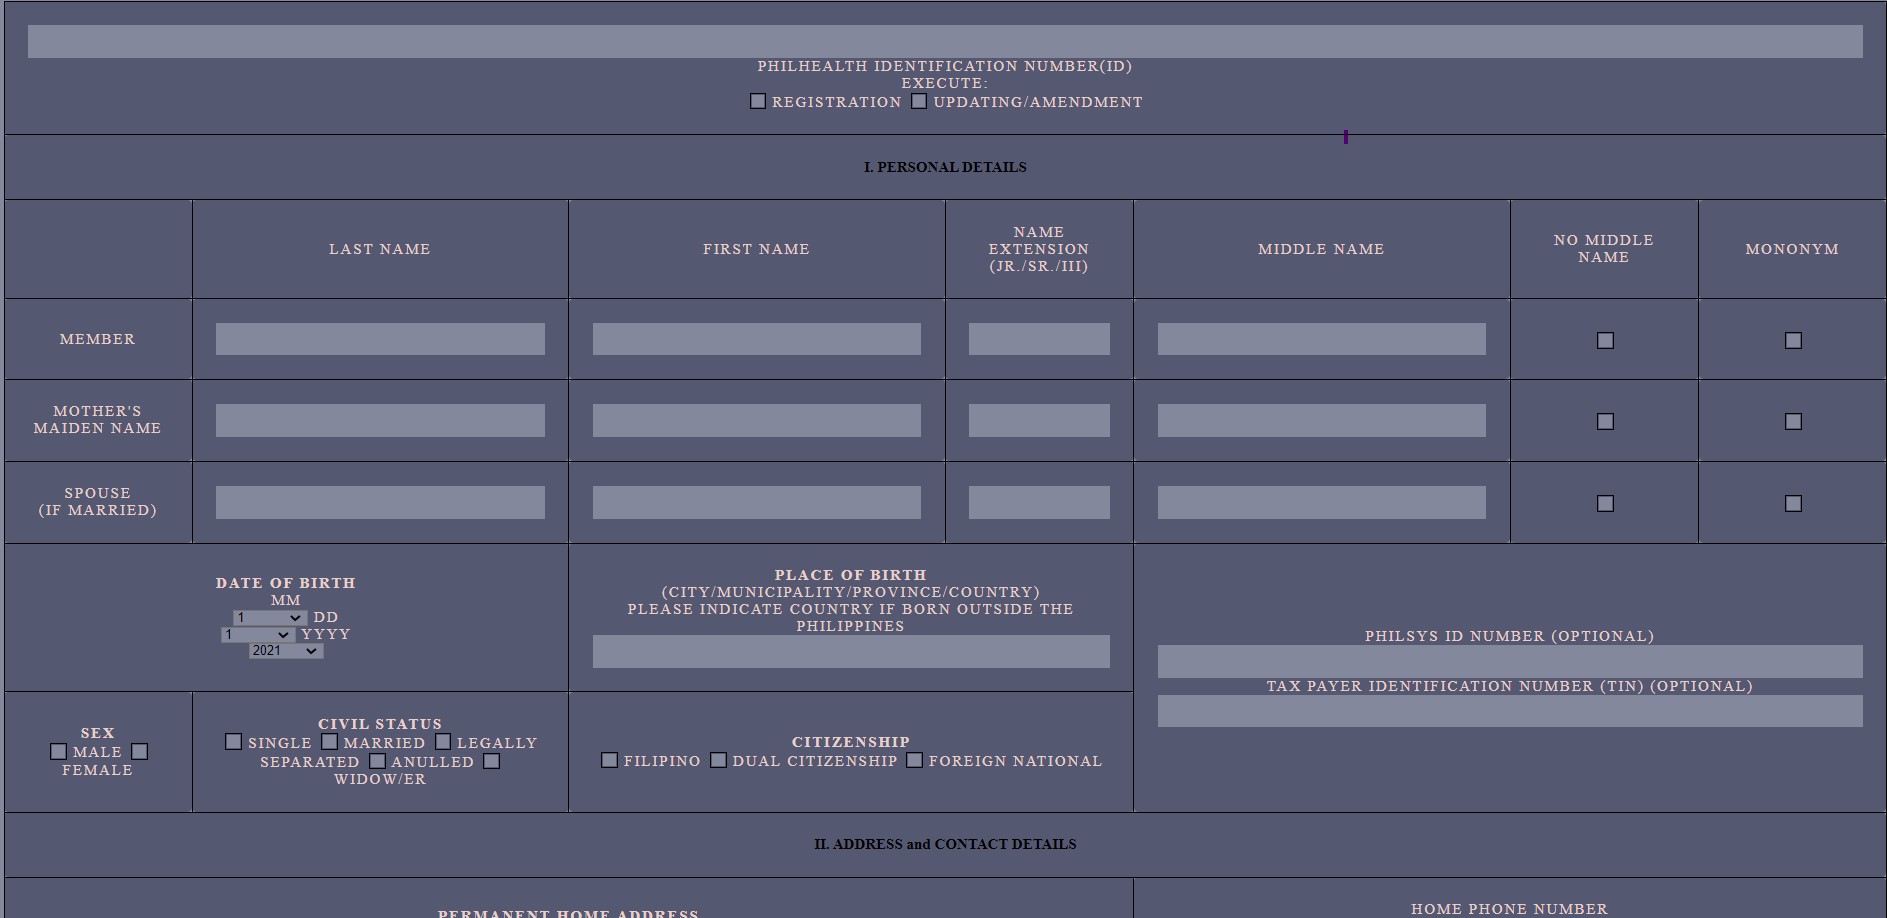 PHILHEALTH IDENTIFICATION NUMBER(ID)
EXECUTE:
REGISTRATION UPDATING/AMENDMENT
I. PERSONAL DETAILS
LAST NAME
FIRST NAME
NAME
EXTENSION
(JR./SR./III)
MIDDLE NAME
NO MIDDLE
NAME
MONONYM
MEMBER
MOTHER'S
MAIDEN NAME
SPOUSE
(IF MARRIED)
DATE OF BIRTH
MM
1 DD
1 YYYY
2021
PLACE OF BIRTH
(CITY/MUNICIPALITY/PROVINCE/COUNTRY)
PLEASE INDICATE COUNTRY IF BORN OUTSIDE THE
PHILIPPINES
PHILSYS ID NUMBER (OPTIONAL)
TAX PAYER IDENTIFICATION NUMBER (TIN) (OPTIONAL)
SEX
MALE
FEMALE
CIVIL STATUS
SINGLE MARRIED LEGALLY
SEPARATED ANULLED
WIDOW/ER
CITIZENSHIP
FILIPINO DUAL CITIZENSHIP FOREIGN NATIONAL
II. ADDRESS and CONTACT DETAILS
PERMANENT HOME ADDRESS
HOME PHONE NUMBER